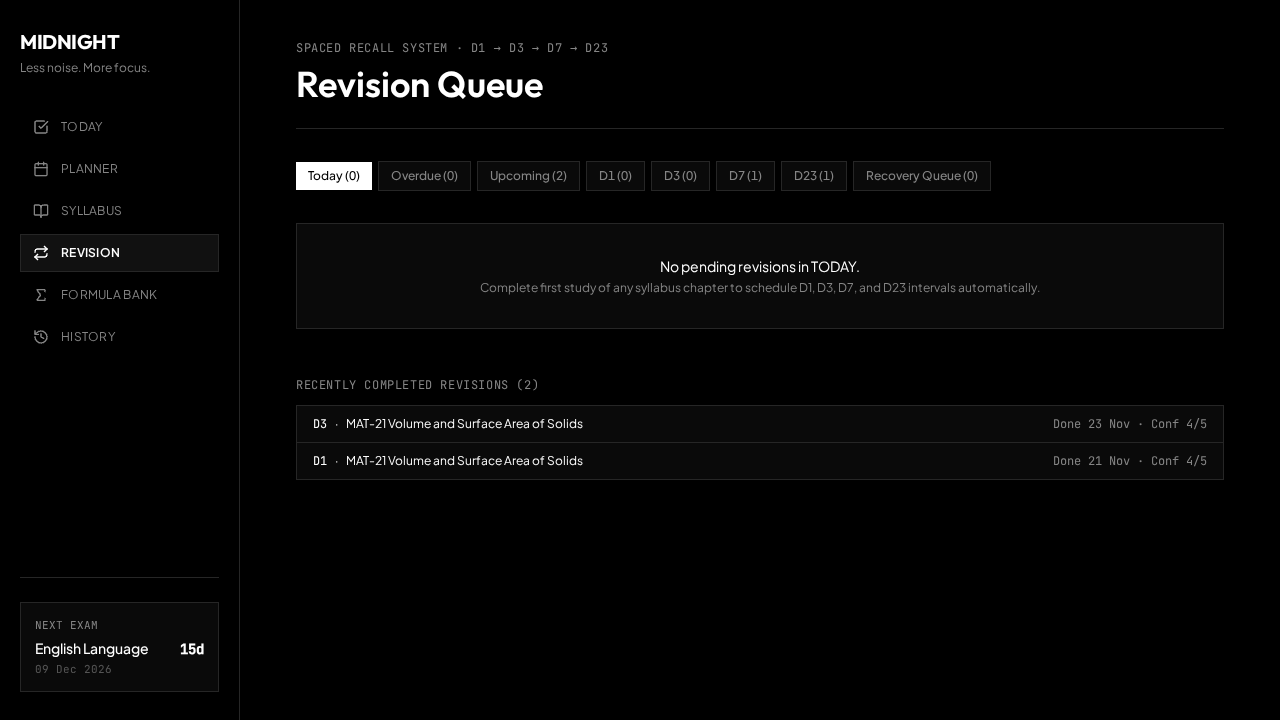 MIDNIGHT
Less noise. More focus.
TODAY
PLANNER
SYLLABUS
REVISION
FORMULA BANK
HISTORY
NEXT EXAM
English Language 15d
09 Dec 2026
SPACED RECALL SYSTEM · D1 → D3 → D7 → D23
Revision Queue
Today (0) Overdue (0) Upcoming (2) D1 (0) D3 (0) D7 (1) D23 (1) Recovery Queue (0)
No pending revisions in TODAY.
Complete first study of any syllabus chapter to schedule D1, D3, D7, and D23 intervals automatically.
RECENTLY COMPLETED REVISIONS (2)
D3 · MAT-21 Volume and Surface Area of Solids Done 23 Nov · Conf 4/5
D1 · MAT-21 Volume and Surface Area of Solids Done 21 Nov · Conf 4/5